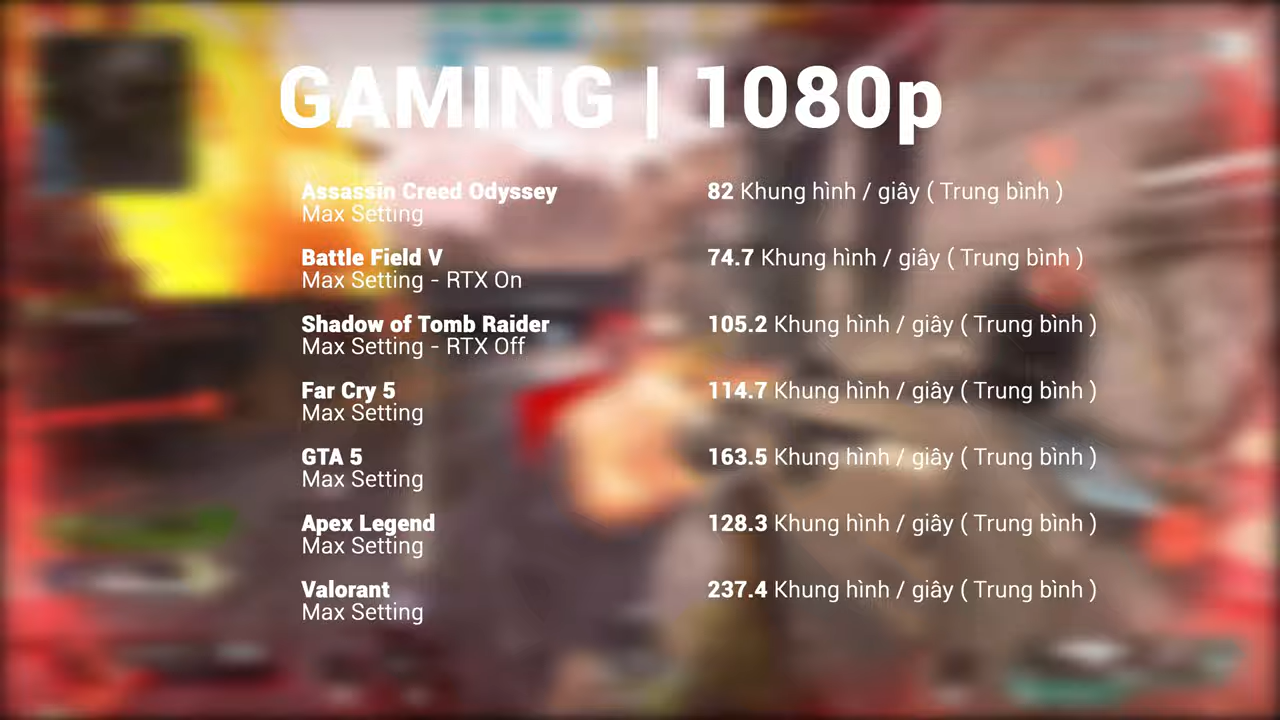 GAMING | 1080p
Assassin Creed Odyssey 82 Khung hình / giây ( Trung bình )
Max Setting
Battle Field V 74.7 Khung hình / giây ( Trung bình )
Max Setting - RTX On
Shadow of Tomb Raider 105.2 Khung hình / giây ( Trung bình )
Max Setting - RTX Off
Far Cry 5 114.7 Khung hình / giây ( Trung bình )
Max Setting
GTA 5 163.5 Khung hình / giây ( Trung bình )
Max Setting
Apex Legend 128.3 Khung hình / giây ( Trung bình )
Max Setting
Valorant 237.4 Khung hình / giây ( Trung bình )
Max Setting